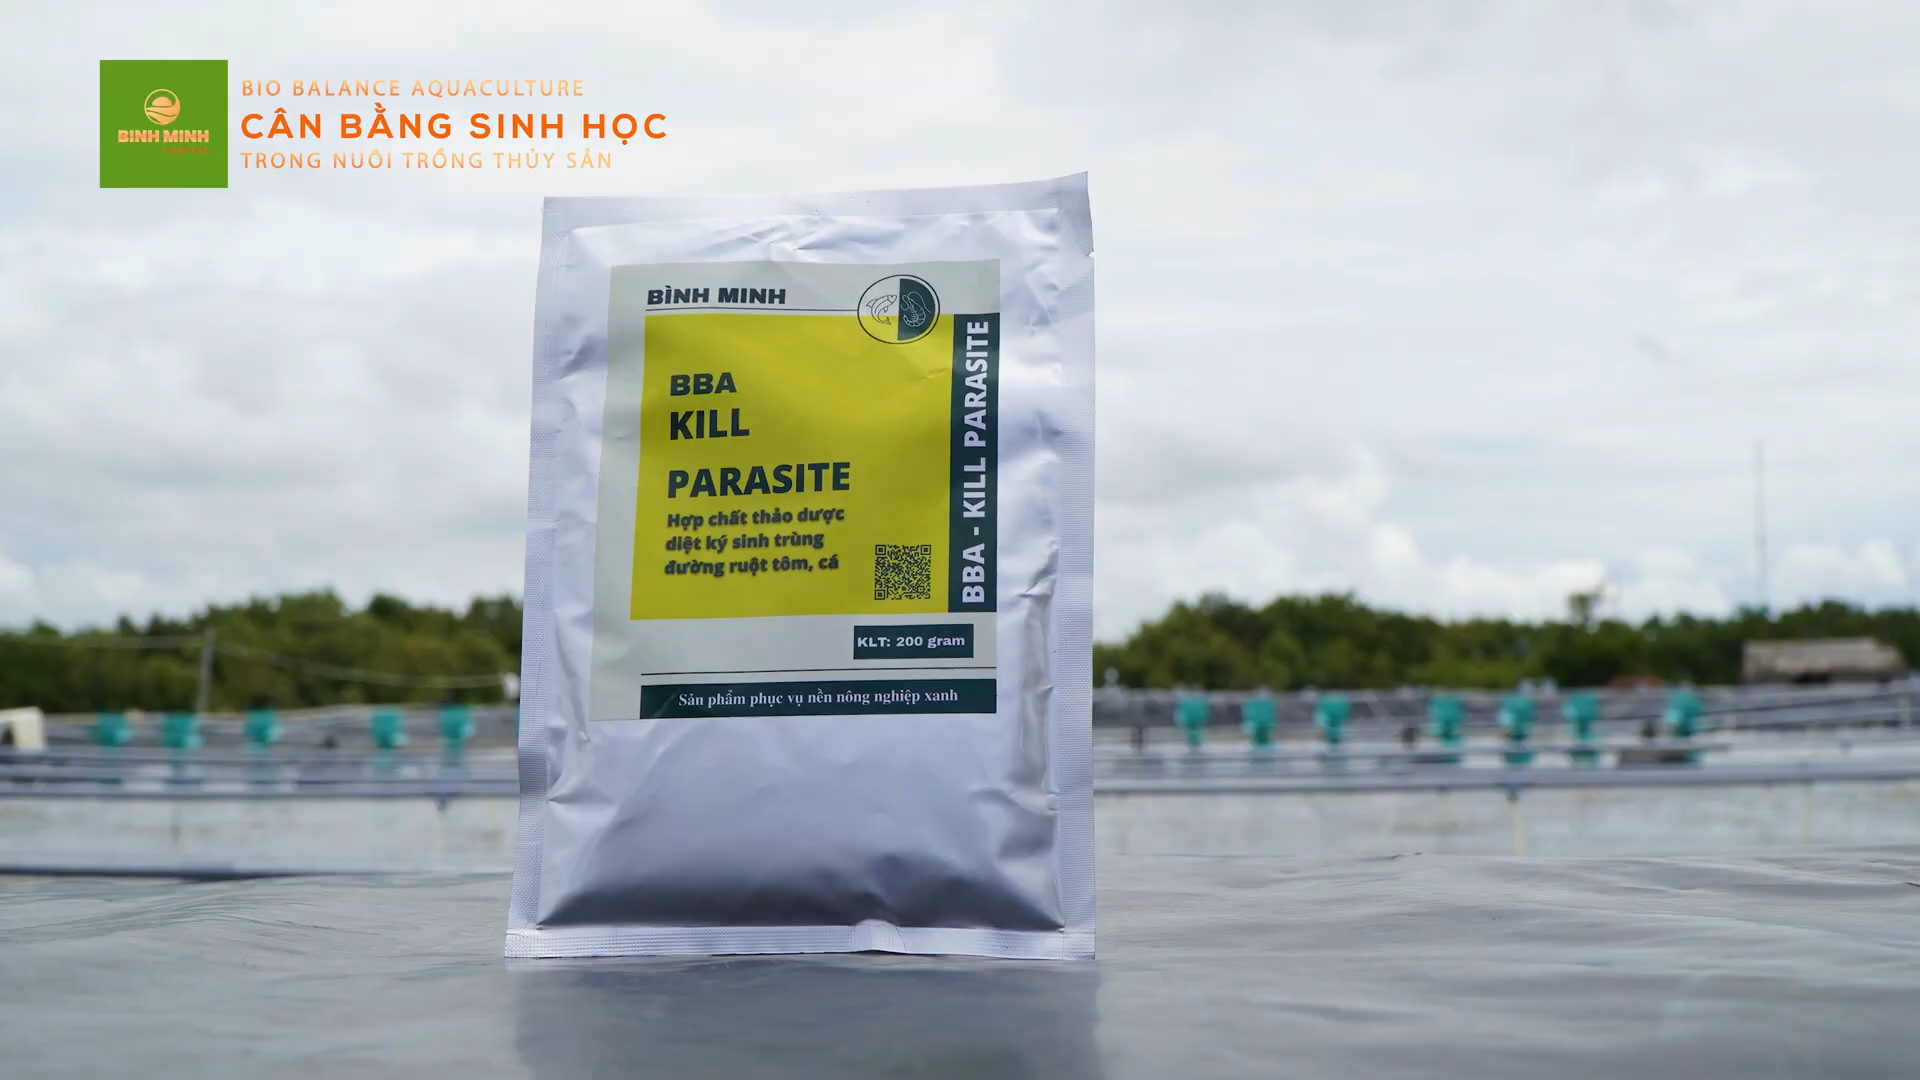 BIO BALANCE AQUACULTURE
CÂN BẰNG SINH HỌC
TRONG NUÔI TRỒNG THỦY SẢN
BINH MINH
BÌNH MINH
BBA
KILL
PARASITE
Hợp chất thảo dược
diệt ký sinh trùng
đường ruột tôm, cá
BBA - KILL PARASITE
KLT: 200 gram
Sản phẩm phục vụ nền nông nghiệp xanh